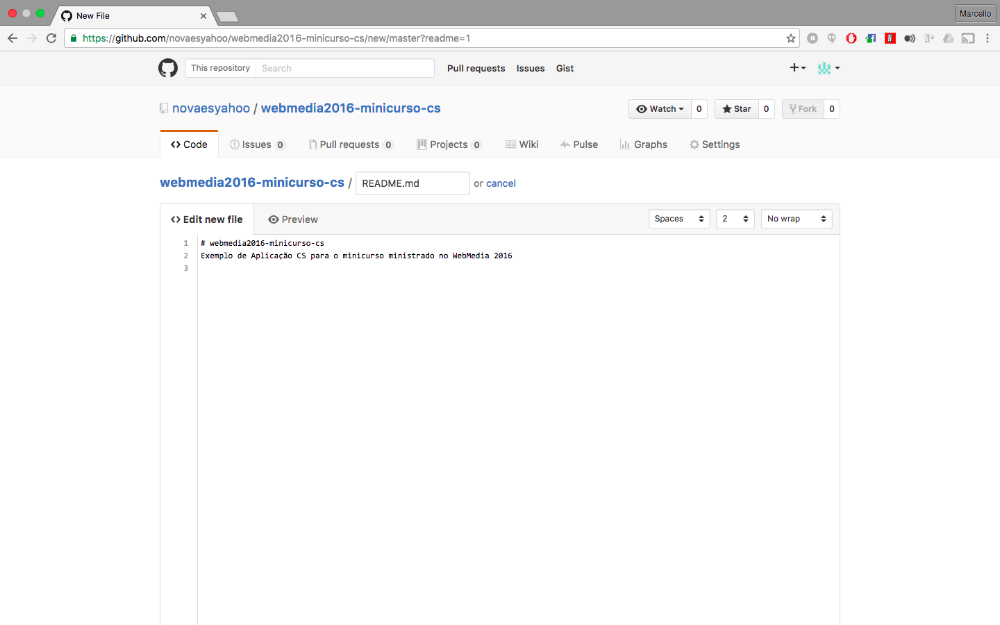 New File
Marcello
https://github.com/novaesyahoo/webmedia2016-minicurso-cs/new/master?readme=1
This repository Search Pull requests Issues Gist
novaesyahoo / webmedia2016-minicurso-cs
Watch 0 Star 0 Fork 0
Code Issues 0 Pull requests 0 Projects 0 Wiki Pulse Graphs Settings
webmedia2016-minicurso-cs / README.md or cancel
Edit new file Preview Spaces 2 No wrap
1 # webmedia2016-minicurso-cs
2 Exemplo de Aplicação CS para o minicurso ministrado no WebMedia 2016
3